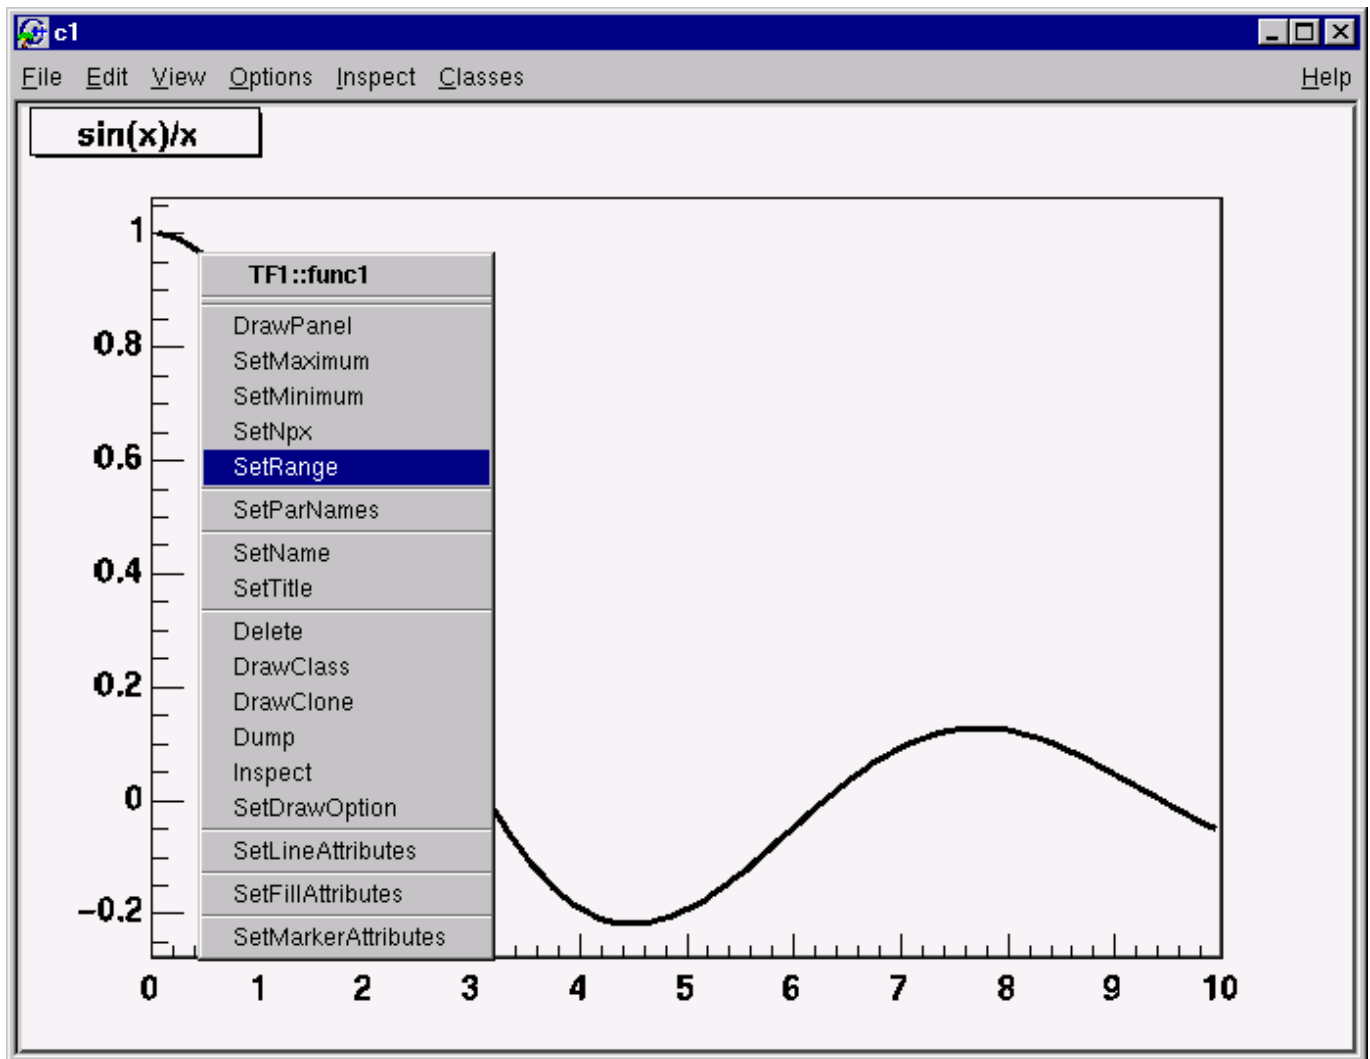 c1
File Edit View Options Inspect Classes Help
sin(x)/x
1
0.8
0.6
0.4
0.2
0
−0.2
TF1::func1
DrawPanel
SetMaximum
SetMinimum
SetNpx
SetRange
SetParNames
SetName
SetTitle
Delete
DrawClass
DrawClone
Dump
Inspect
SetDrawOption
SetLineAttributes
SetFillAttributes
SetMarkerAttributes
0 1 2 3 4 5 6 7 8 9 10